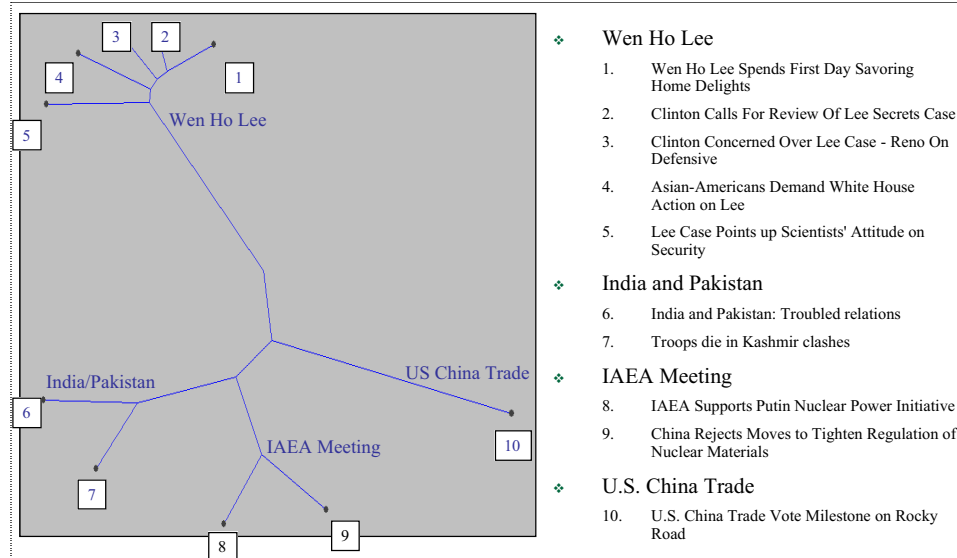 3
2
4
1
Wen Ho Lee
5
US China Trade
India/Pakistan
6
10
IAEA Meeting
7
8
9
❖ Wen Ho Lee
1. Wen Ho Lee Spends First Day Savoring
Home Delights
2. Clinton Calls For Review Of Lee Secrets Case
3. Clinton Concerned Over Lee Case - Reno On
Defensive
4. Asian-Americans Demand White House
Action on Lee
5. Lee Case Points up Scientists' Attitude on
Security
❖ India and Pakistan
6. India and Pakistan: Troubled relations
7. Troops die in Kashmir clashes
❖ IAEA Meeting
8. IAEA Supports Putin Nuclear Power Initiative
9. China Rejects Moves to Tighten Regulation of
Nuclear Materials
❖ U.S. China Trade
10. U.S. China Trade Vote Milestone on Rocky
Road